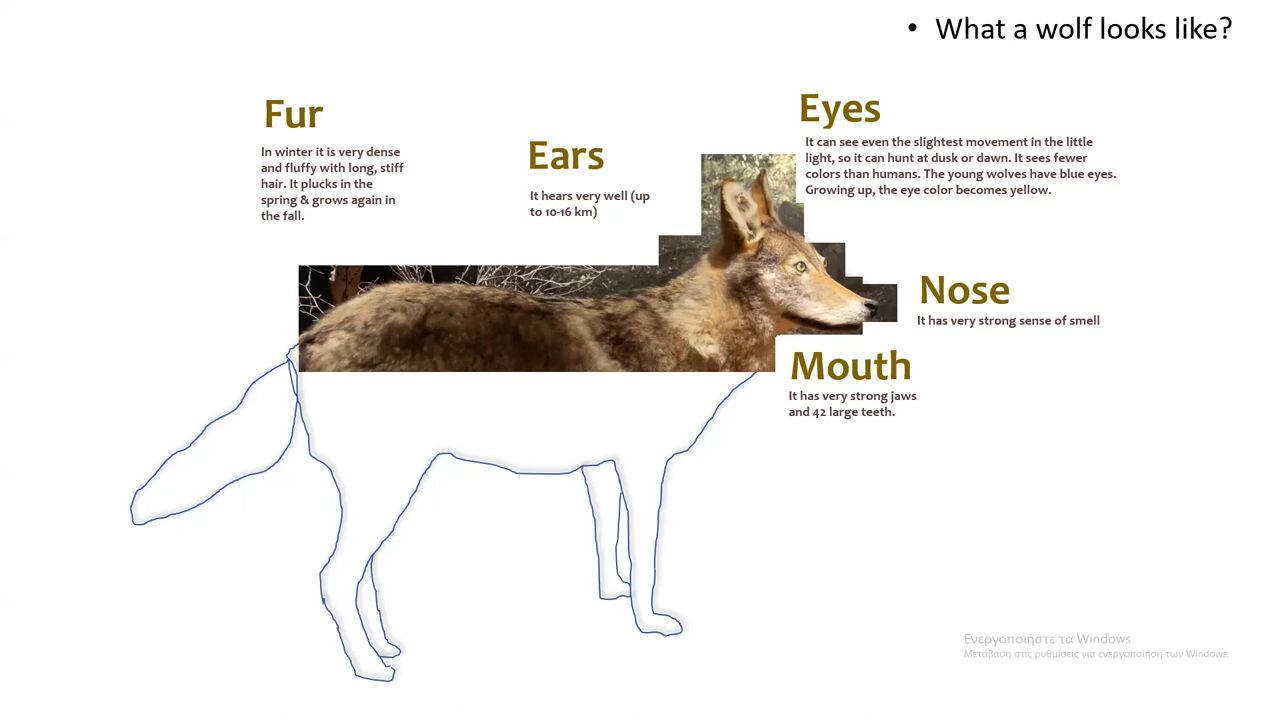 • What a wolf looks like?
Fur
In winter it is very dense
and fluffy with long, stiff
hair. It plucks in the
spring & grows again in
the fall.
Ears
It hears very well (up
to 10-16 km)
Eyes
It can see even the slightest movement in the little
light, so it can hunt at dusk or dawn. It sees fewer
colors than humans. The young wolves have blue eyes.
Growing up, the eye color becomes yellow.
Nose
It has very strong sense of smell
Mouth
It has very strong jaws
and 42 large teeth.
Ενεργοποιήστε τα Windows
Μετάβαση στις ρυθμίσεις για ενεργοποίηση των Windows.